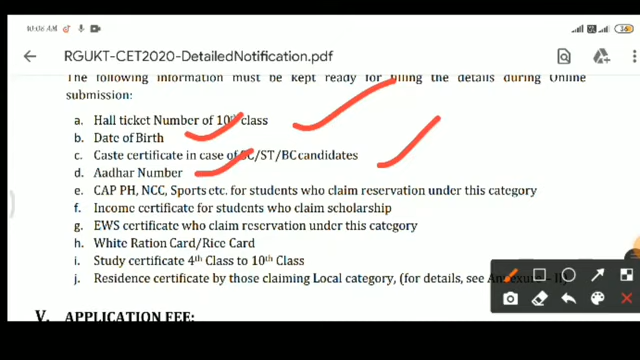 10:06 AM
36
RGUKT-CET2020-DetailedNotification.pdf
The following information must be kept ready for filling the details during Online
submission:
a. Hall ticket Number of 10th class
b. Date of Birth
c. Caste certificate in case of SC/ST/BC candidates
d. Aadhar Number
e. CAP PH, NCC, Sports etc. for students who claim reservation under this category
f. Income certificate for students who claim scholarship
g. EWS certificate who claim reservation under this category
h. White Ration Card/Rice Card
i. Study certificate 4th Class to 10th Class
j. Residence certificate by those claiming Local category, (for details, see Annexure – II)
V. APPLICATION FEE: